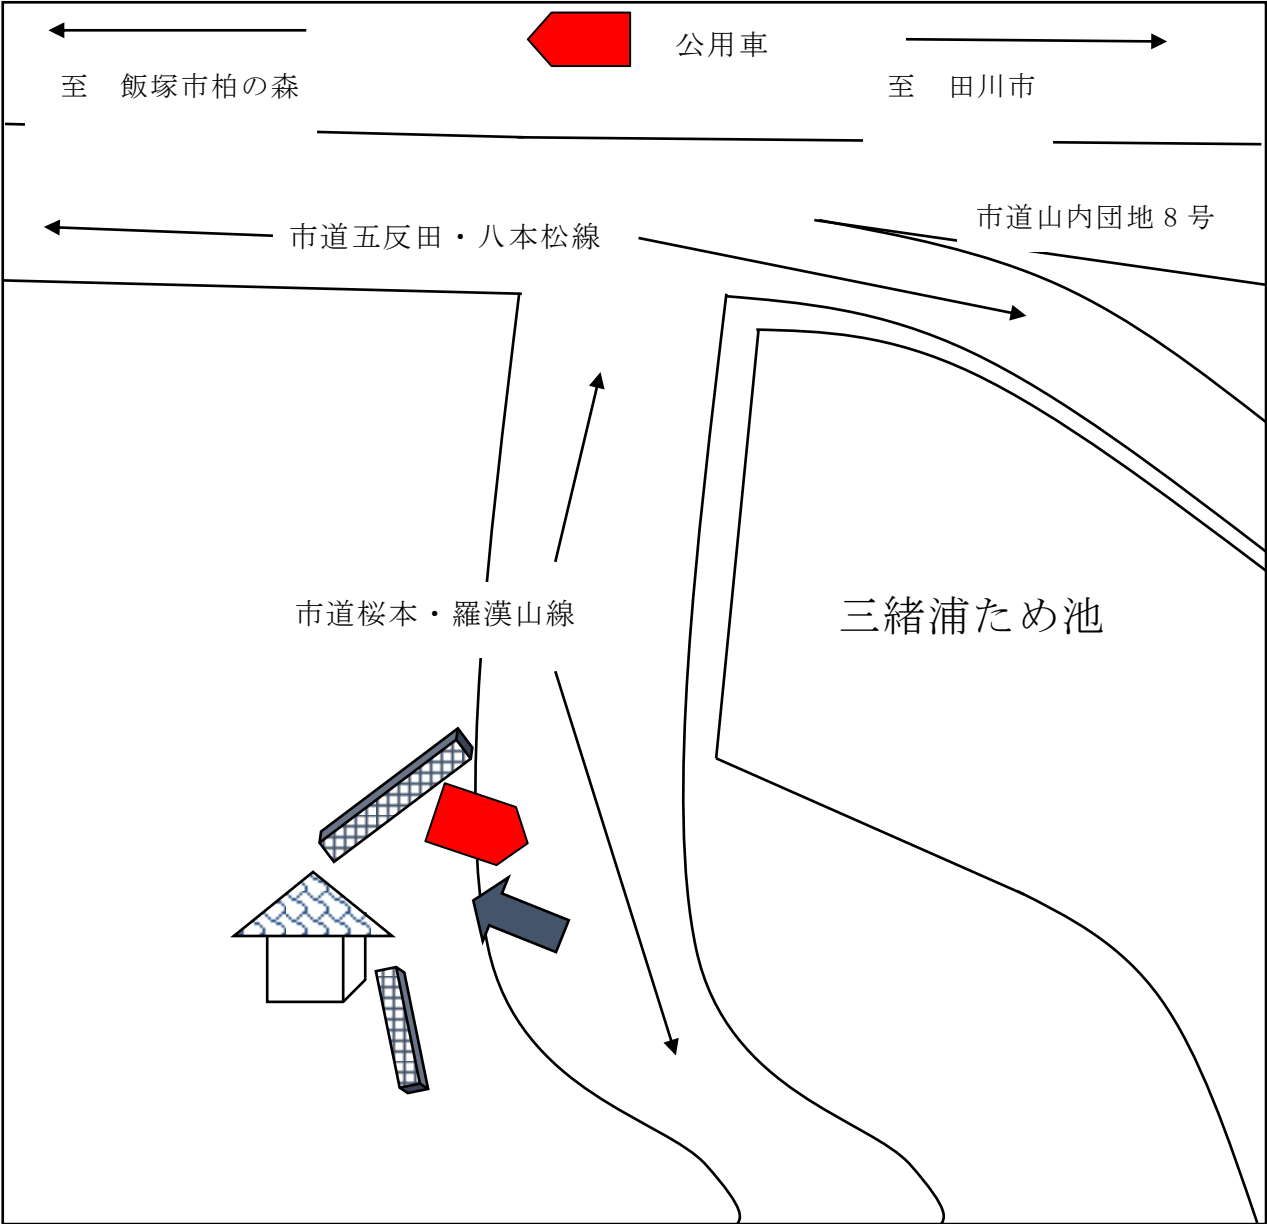 公用車
至　飯塚市柏の森
至　田川市
市道山内団地８号
市道五反田・八本松線
市道桜本・羅漢山線
三緒浦ため池